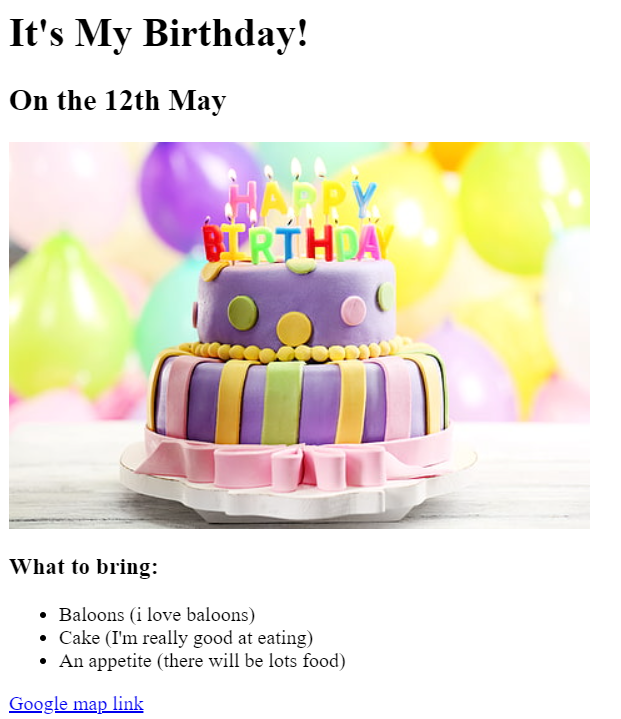 It's My Birthday!
On the 12th May
HAPPY
BIRTHDAY
What to bring:
Baloons (i love baloons)
Cake (I'm really good at eating)
An appetite (there will be lots food)
Google map link